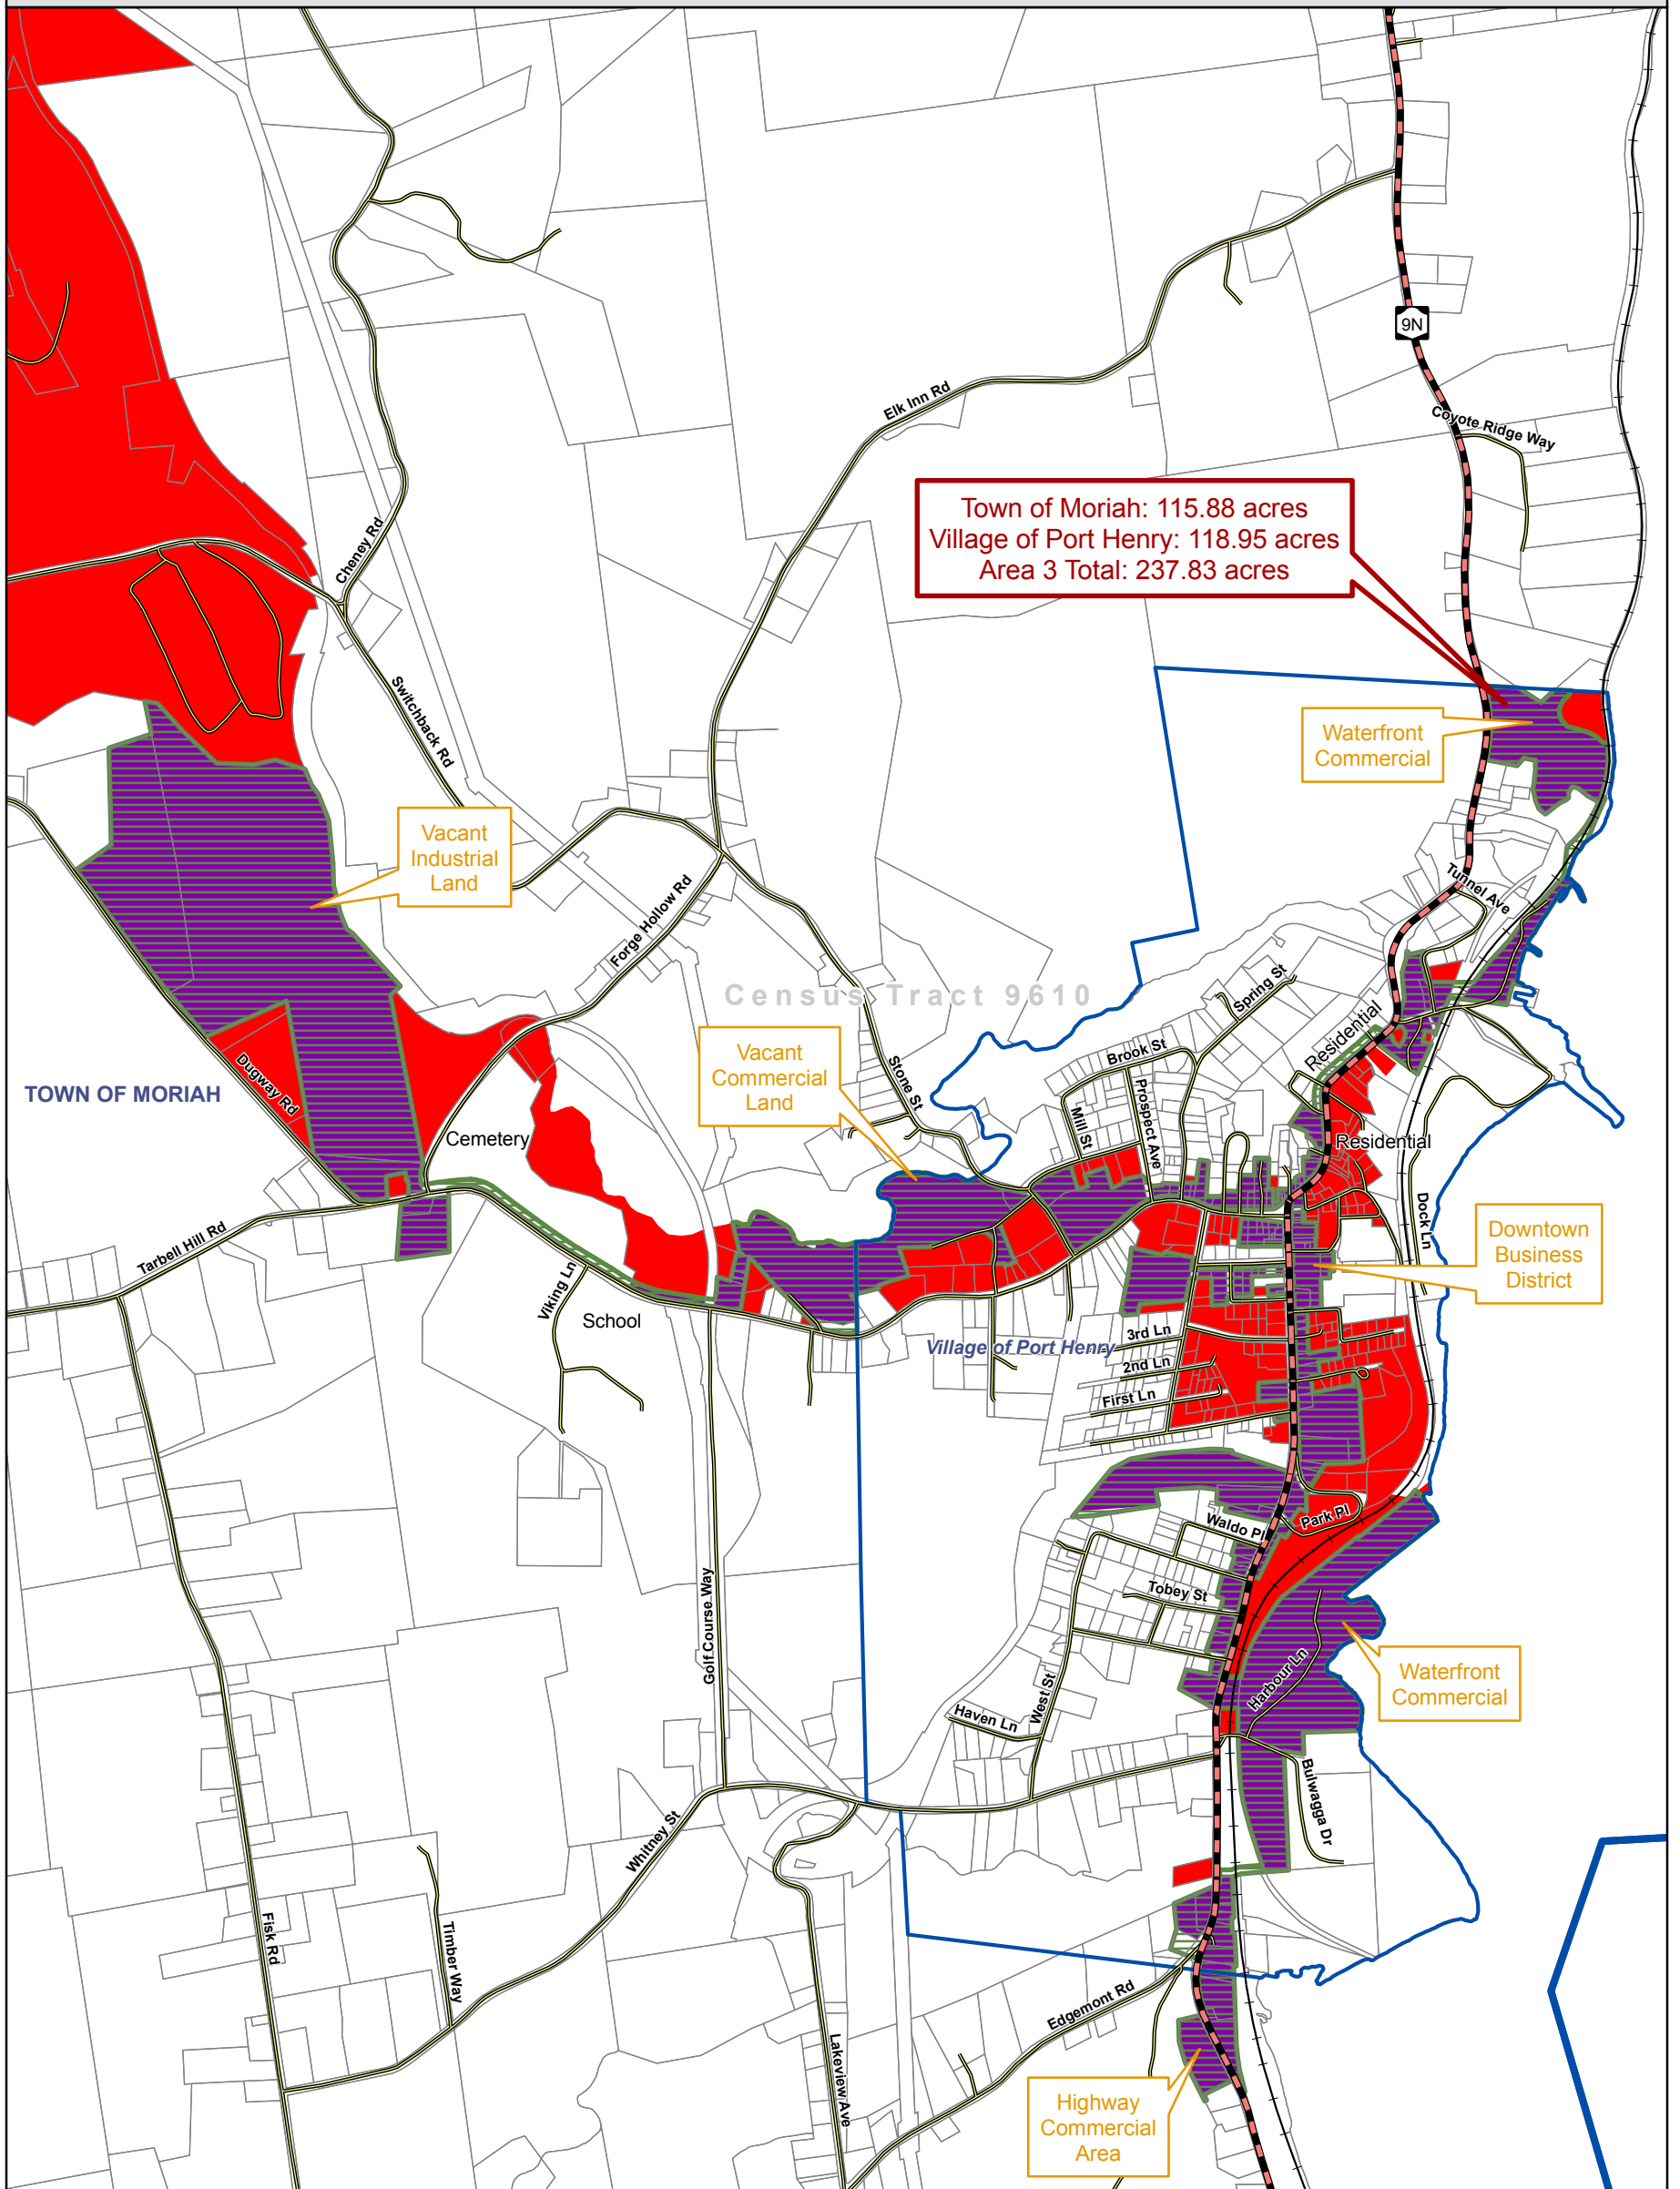 9N
Elk Inn Rd
Coyote Ridge Way
Town of Moriah: 115.88 acres
Village of Port Henry: 118.95 acres
Area 3 Total: 237.83 acres
Cheney Rd
Switchback Rd
Waterfront
Commercial
Vacant
Industrial
Land
Tunnel Ave
Forge Hollow Rd
Census Tract 9610
Spring St
Residential
Vacant
Commercial
Land
Brook St
Stone St
Prospect Ave
Mill St
Dugway Rd
TOWN OF MORIAH
Cemetery
Residential
Dock Ln
Downtown
Business
District
Tarbell Hill Rd
Viking Ln
School
Village of Port Henry
3rd Ln
2nd Ln
First Ln
Park Pl
Waldo Pl
Tobey St
Golf Course Way
Harbour Ln
Waterfront
Commercial
West St
Haven Ln
Bulwagga Dr
Whitney St
Fisk Rd
Timber Way
Edgemont Rd
Lakeview Ave
Highway
Commercial
Area